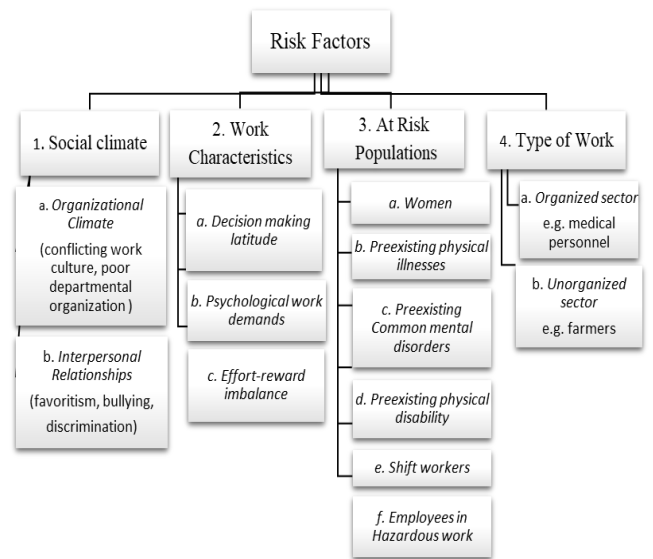 Risk Factors
1. Social climate
a. Organizational
Climate
(conflicting work
culture, poor
departmental
organization )
b. Interpersonal
Relationships
(favoritism, bullying,
discrimination)
2. Work
Characteristics
a. Decision making
latitude
b. Psychological work
demands
c. Effort-reward
imbalance
3. At Risk
Populations
a. Women
b. Preexisting physical
illnesses
c. Preexisting
Common mental
disorders
d. Preexisting physical
disability
e. Shift workers
f. Employees in
Hazardous work
4. Type of Work
a. Organized sector
e.g. medical
personnel
b. Unorganized
sector
e.g. farmers